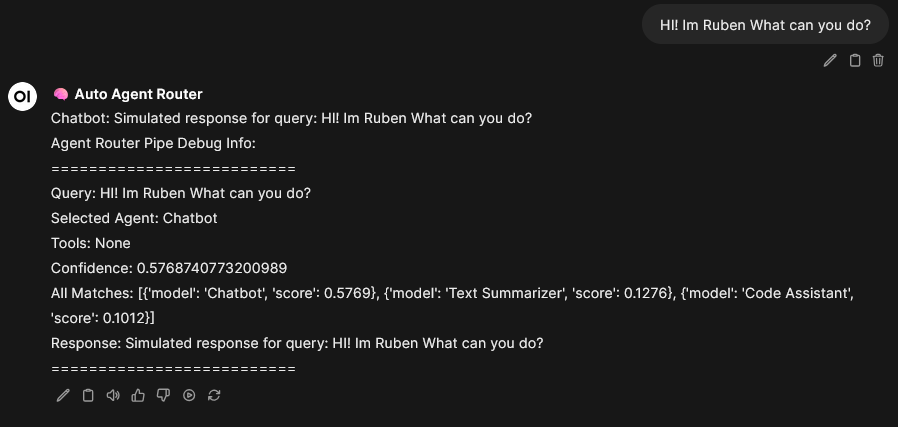 HI! Im Ruben What can you do?
OI
Auto Agent Router
Chatbot: Simulated response for query: HI! Im Ruben What can you do?
Agent Router Pipe Debug Info:
==========================
Query: HI! Im Ruben What can you do?
Selected Agent: Chatbot
Tools: None
Confidence: 0.5768740773200989
All Matches: [{'model': 'Chatbot', 'score': 0.5769}, {'model': 'Text Summarizer', 'score': 0.1276}, {'model': 'Code Assistant',
'score': 0.1012}]
Response: Simulated response for query: HI! Im Ruben What can you do?
==========================